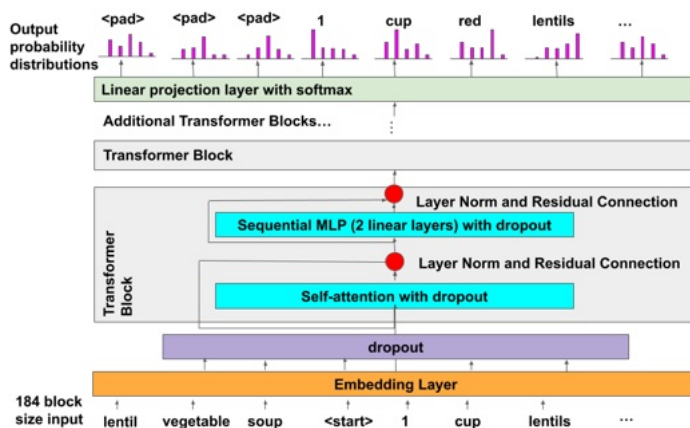 Output probability distributions
<pad> <pad> <pad> 1 cup red lentils ...
Linear projection layer with softmax
Additional Transformer Blocks... ...
Transformer Block
Layer Norm and Residual Connection
Sequential MLP (2 linear layers) with dropout
Layer Norm and Residual Connection
Transformer Block
Self-attention with dropout
dropout
Embedding Layer
184 block size input
lentil vegetable soup <start> 1 cup lentils ...